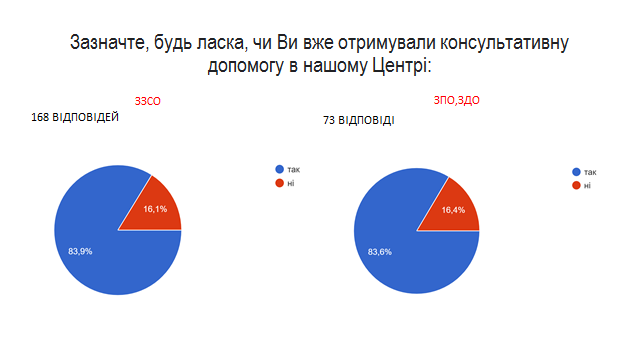 Зазначте, будь ласка, чи Ви вже отримували консультативну
допомогу в нашому Центрі:
ЗЗСО
168 ВІДПОВІДЕЙ
так
ні
16,1%
83,9%
ЗПО,ЗДО
73 ВІДПОВІДІ
так
ні
16,4%
83,6%